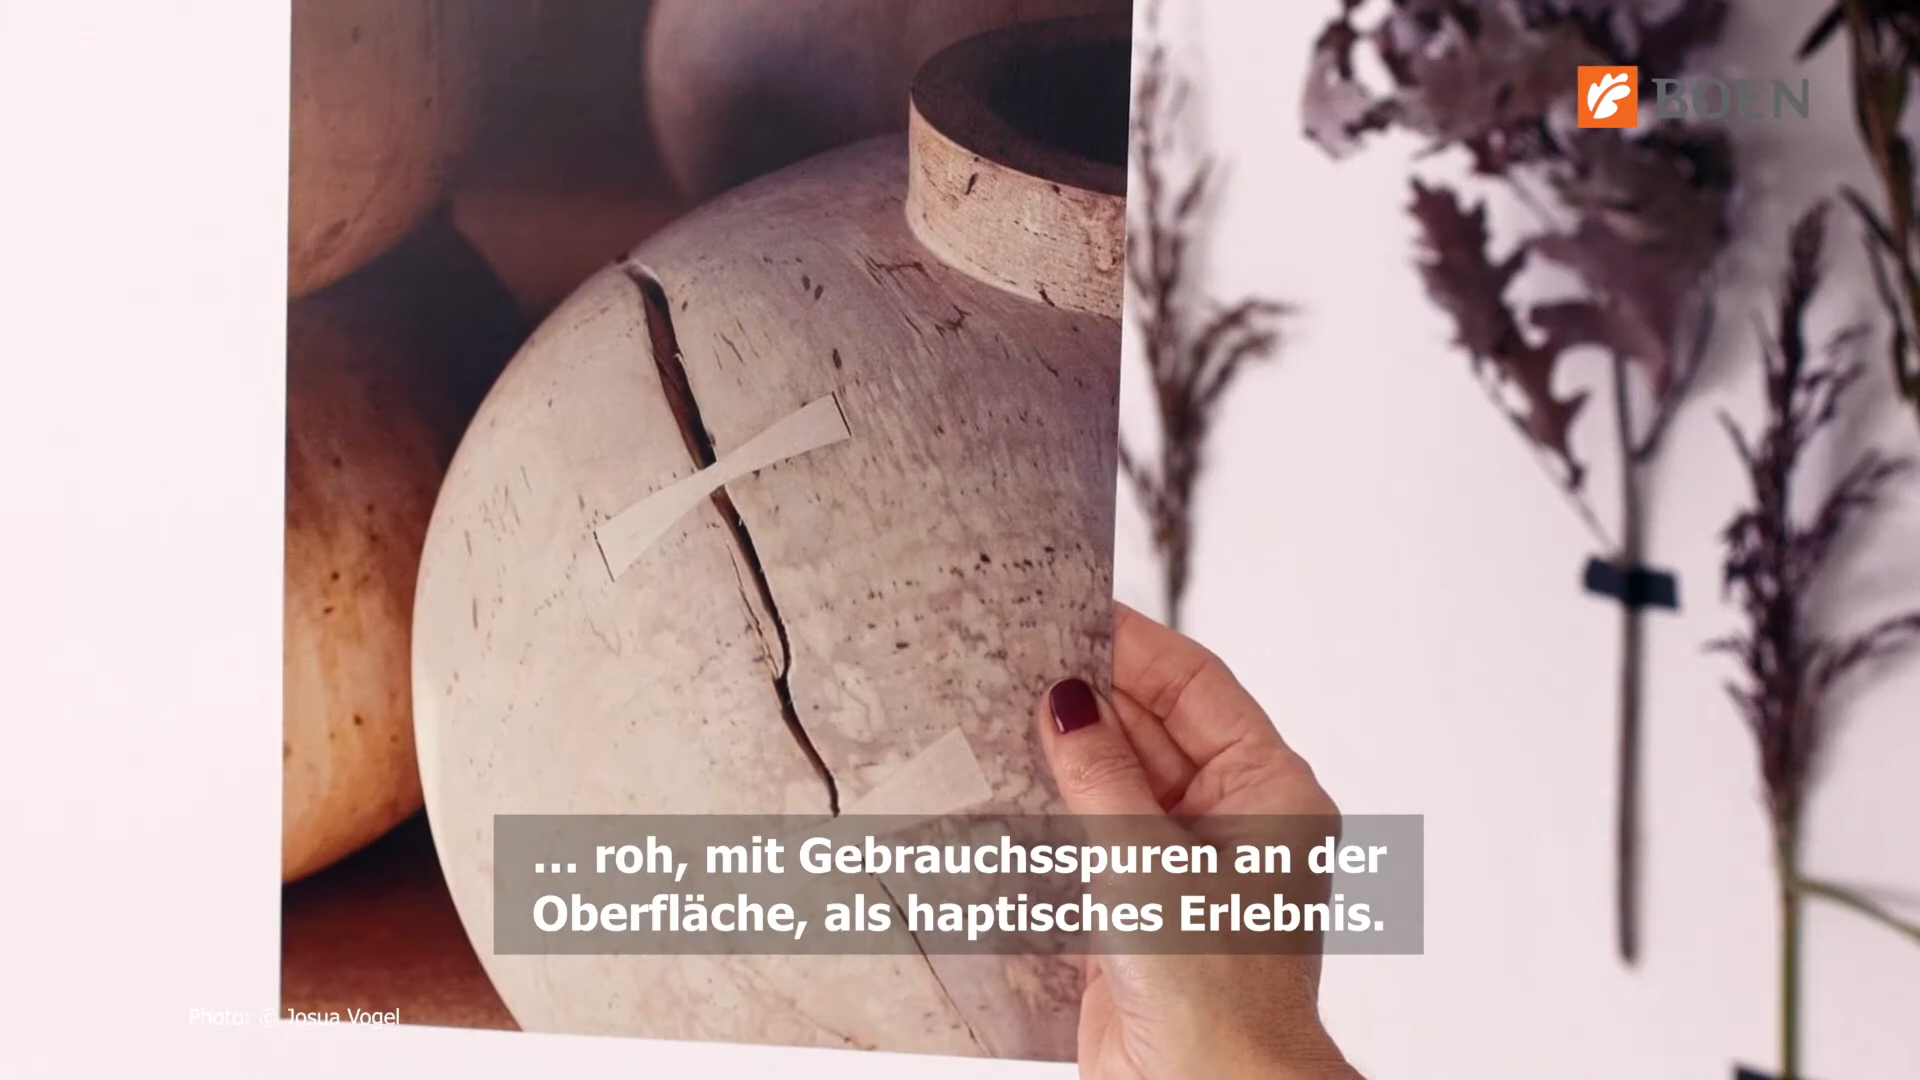 BOEN
… roh, mit Gebrauchsspuren an der
Oberfläche, als haptisches Erlebnis.
Photo: © Josua Vogel